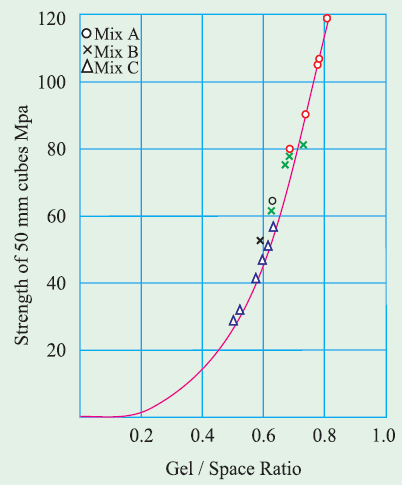 120
100
80
60
40
20
Strength of 50 mm cubes Mpa
Mix A
Mix B
Mix C
0.2 0.4 0.6 0.8 1.0
Gel / Space Ratio